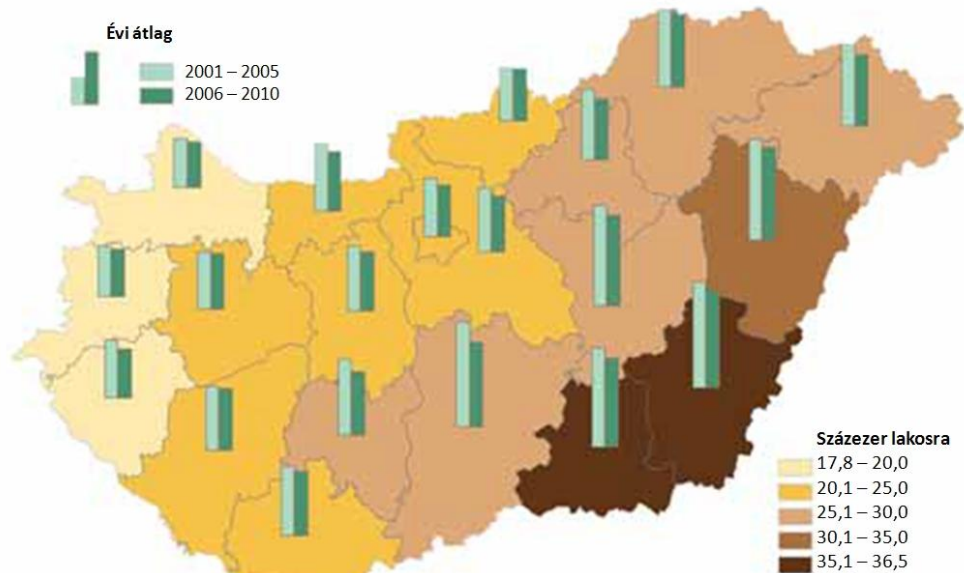 Évi átlag
2001 – 2005
2006 – 2010
Százezer lakosra
17,8 – 20,0
20,1 – 25,0
25,1 – 30,0
30,1 – 35,0
35,1 – 36,5